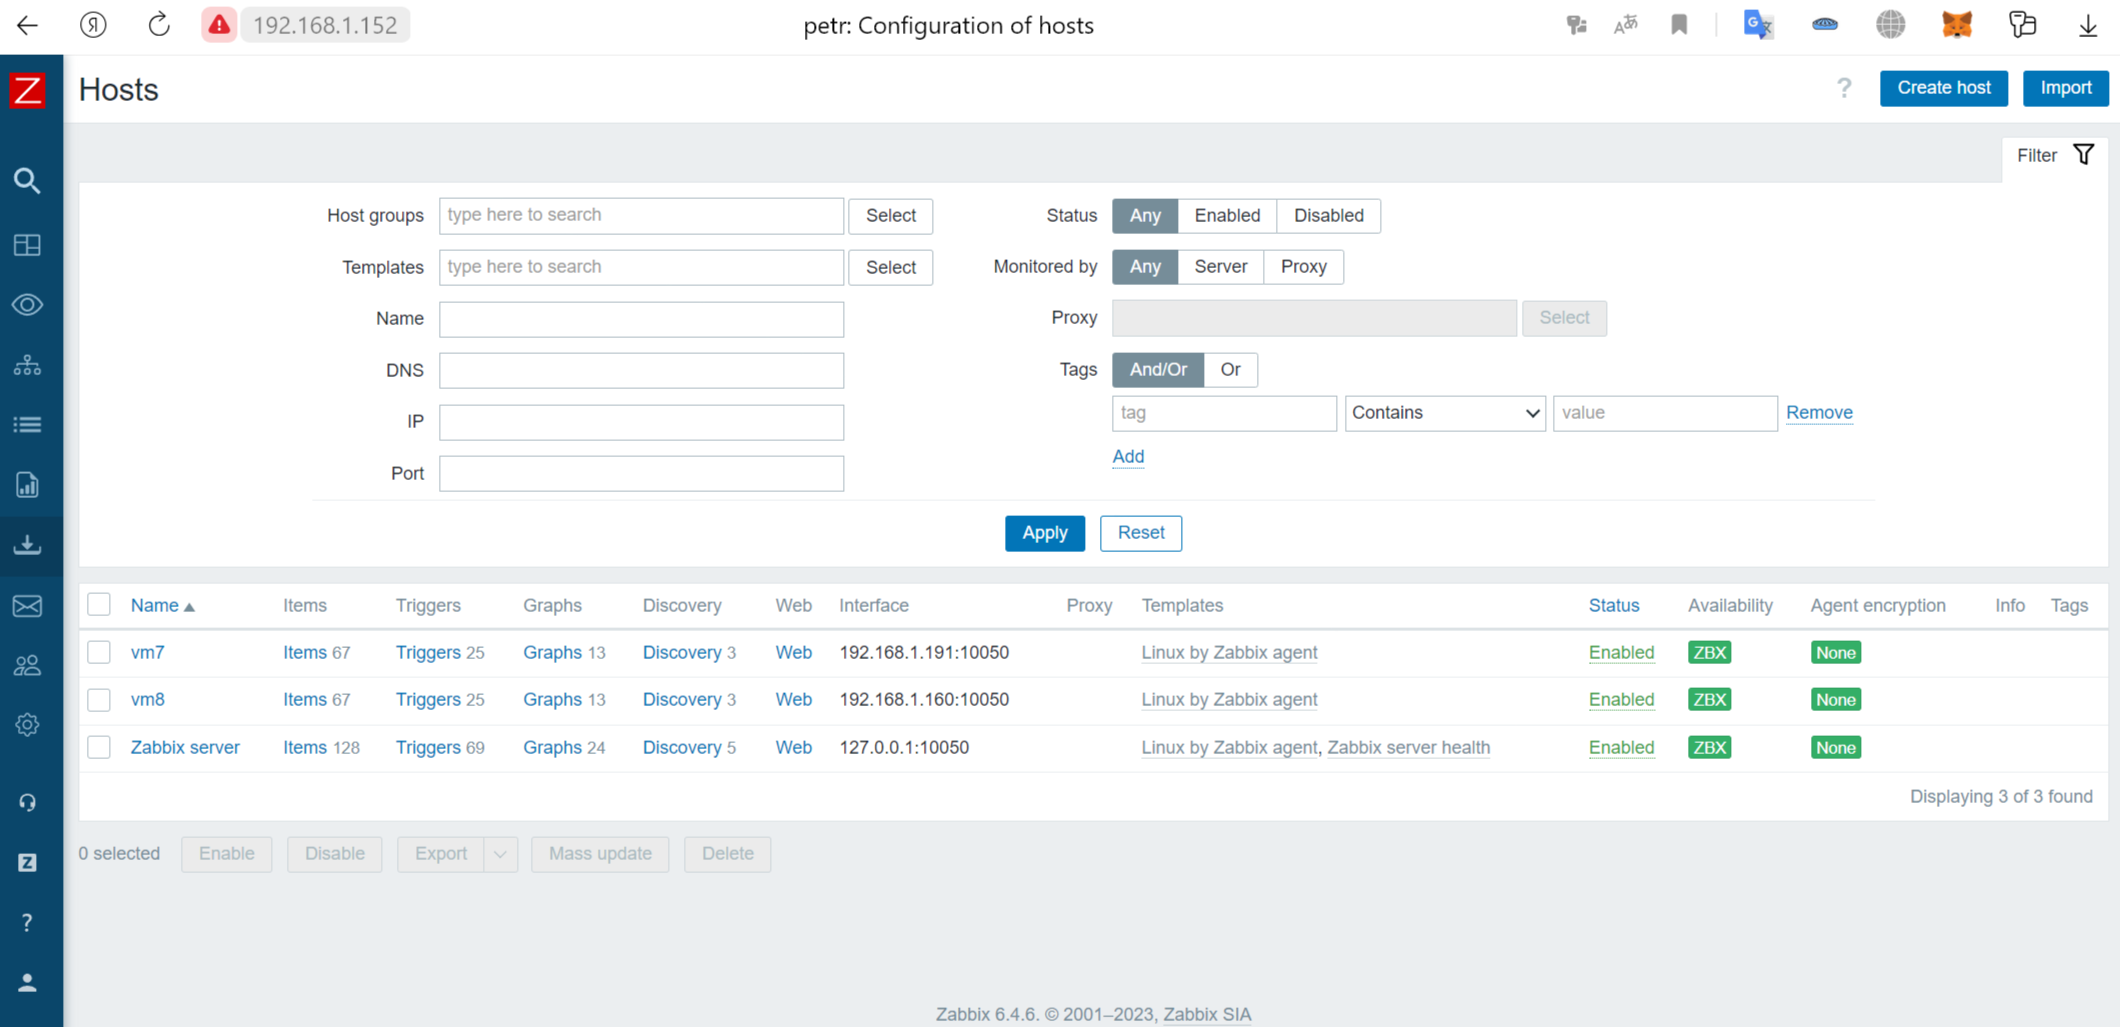 192.168.1.152 petr: Configuration of hosts
Z Hosts ? Create host Import
Filter
Host groups type here to search Select Status Any Enabled Disabled
Templates type here to search Select Monitored by Any Server Proxy
Name Proxy Select
DNS Tags And/Or Or
IP tag Contains value Remove
Add
Port
Apply Reset
Name Items Triggers Graphs Discovery Web Interface Proxy Templates Status Availability Agent encryption Info Tags
vm7 Items 67 Triggers 25 Graphs 13 Discovery 3 Web 192.168.1.191:10050 Linux by Zabbix agent Enabled ZBX None
vm8 Items 67 Triggers 25 Graphs 13 Discovery 3 Web 192.168.1.160:10050 Linux by Zabbix agent Enabled ZBX None
Zabbix server Items 128 Triggers 69 Graphs 24 Discovery 5 Web 127.0.0.1:10050 Linux by Zabbix agent, Zabbix server health Enabled ZBX None
Displaying 3 of 3 found
0 selected Enable Disable Export Mass update Delete
Z
?
Zabbix 6.4.6. © 2001–2023, Zabbix SIA